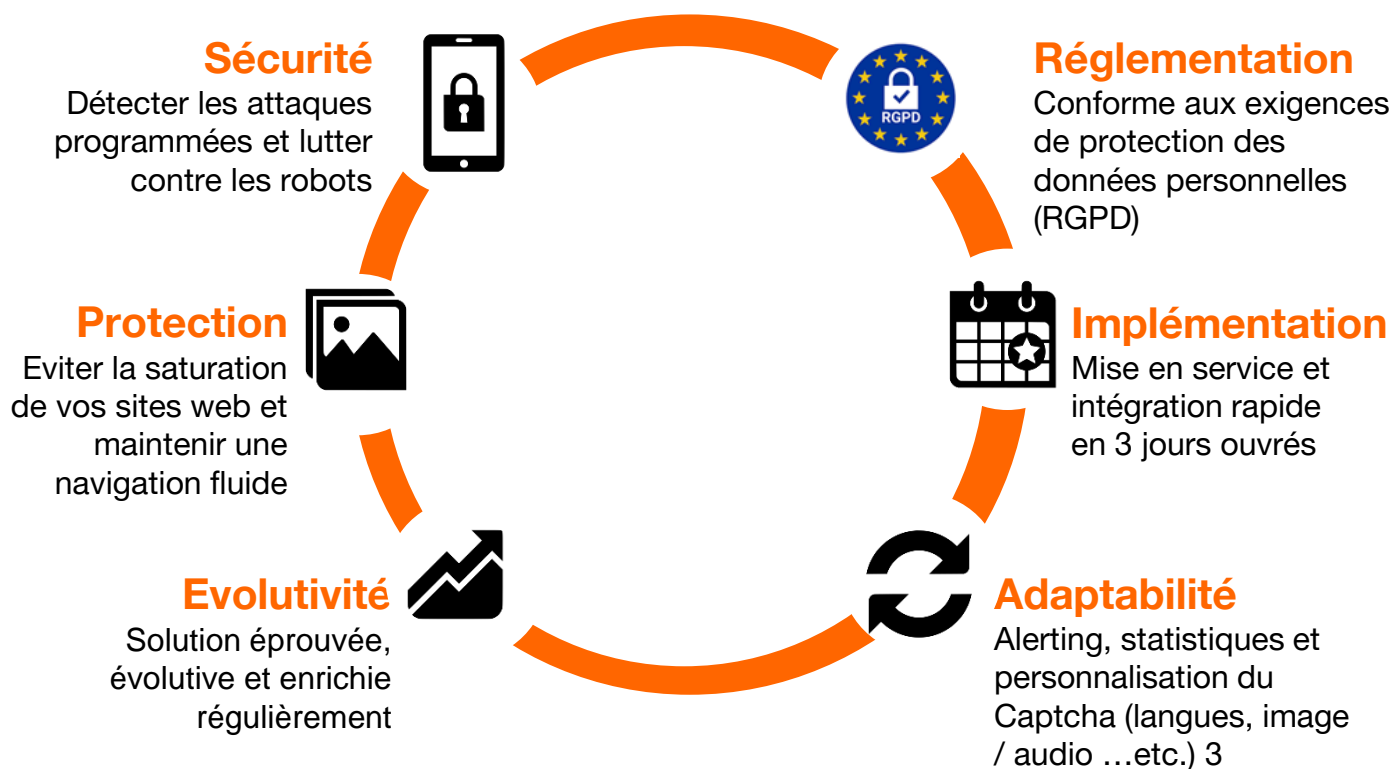 Sécurité
Détecter les attaques
programmées et lutter
contre les robots
RGPD
Réglementation
Conforme aux exigences
de protection des
données personnelles
(RGPD)
Protection
Eviter la saturation
de vos sites web et
maintenir une
navigation fluide
Implémentation
Mise en service et
intégration rapide
en 3 jours ouvrés
Evolutivité
Solution éprouvée,
évolutive et enrichie
régulièrement
Adaptabilité
Alerting, statistiques et
personnalisation du
Captcha (langues, image
/ audio …etc.) 3